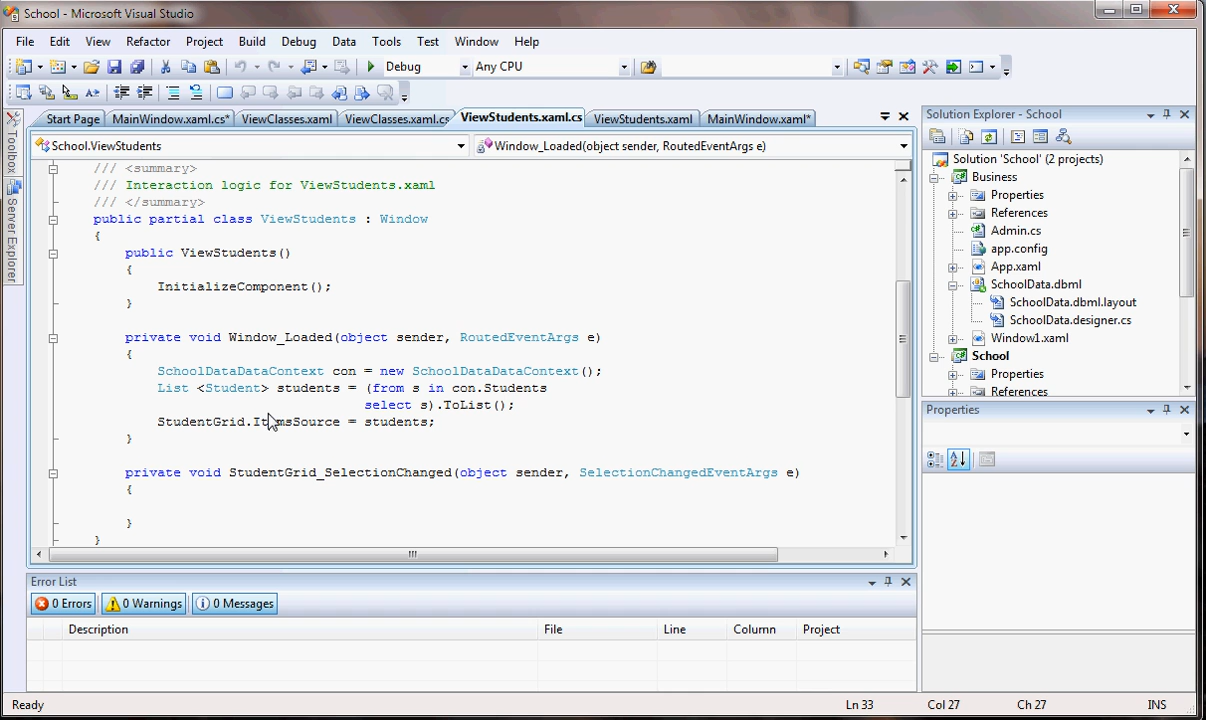 School - Microsoft Visual Studio
File Edit View Refactor Project Build Debug Data Tools Test Window Help
Debug Any CPU
Start Page MainWindow.xaml.cs* ViewClasses.xaml ViewClasses.xaml.cs ViewStudents.xaml.cs ViewStudents.xaml MainWindow.xaml*
School.ViewStudents Window_Loaded(object sender, RoutedEventArgs e)
Toolbox
Server Explorer
/// <summary>
/// Interaction logic for ViewStudents.xaml
/// </summary>
public partial class ViewStudents : Window
{
public ViewStudents()
{
InitializeComponent();
}
private void Window_Loaded(object sender, RoutedEventArgs e)
{
SchoolDataDataContext con = new SchoolDataDataContext();
List <Student> students = (from s in con.Students
select s).ToList();
StudentGrid.ItemsSource = students;
}
private void StudentGrid_SelectionChanged(object sender, SelectionChangedEventArgs e)
{
}
}
Solution Explorer - School
Solution 'School' (2 projects)
Business
Properties
References
Admin.cs
app.config
App.xaml
SchoolData.dbml
SchoolData.dbml.layout
SchoolData.designer.cs
Window1.xaml
School
Properties
References
Properties
Error List
0 Errors 0 Warnings 0 Messages
Description File Line Column Project
Ready Ln 33 Col 27 Ch 27 INS